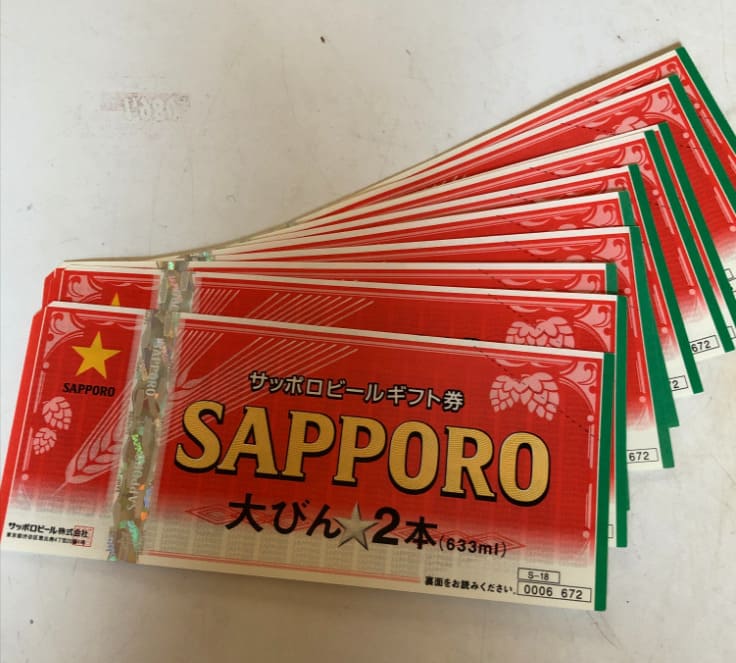 SAPPORO
サッポロビールギフト券
SAPPORO
大びん★2本(633ml)
サッポロビール株式会社
裏面をお読みください。
S-18
0006 672
672
672
672